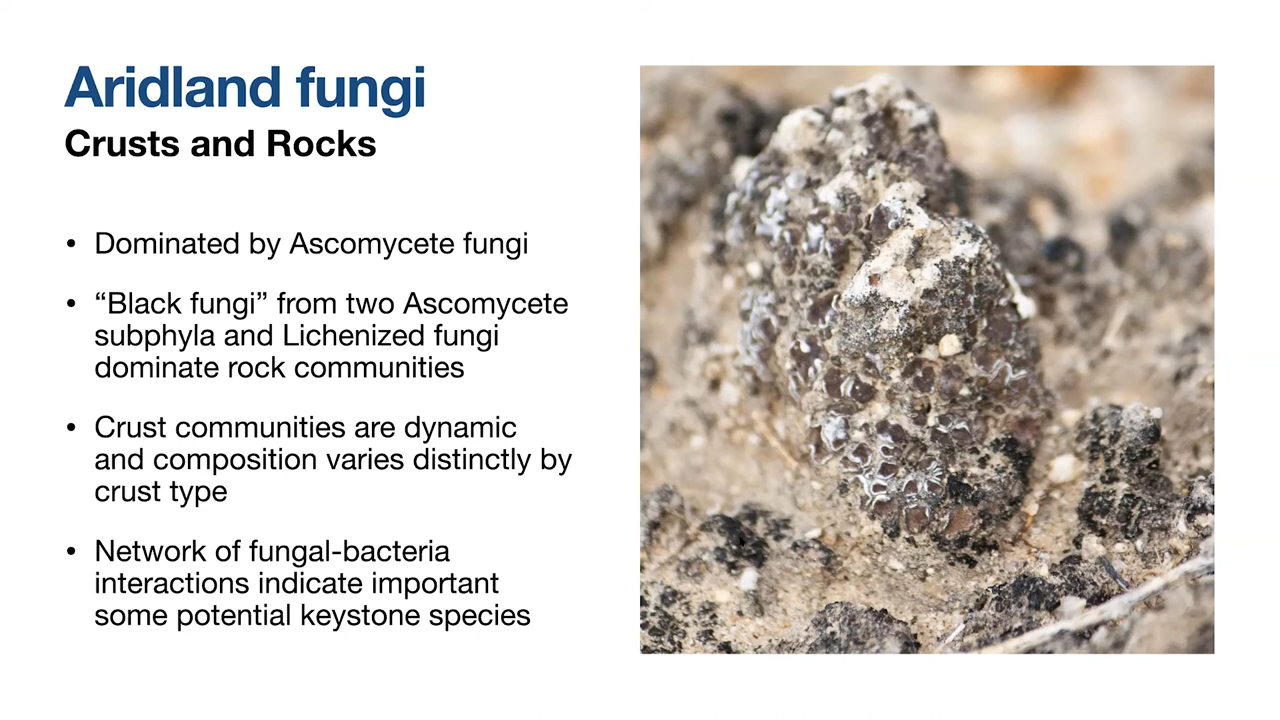 Aridland fungi
Crusts and Rocks
• Dominated by Ascomycete fungi
• “Black fungi” from two Ascomycete
subphyla and Lichenized fungi
dominate rock communities
• Crust communities are dynamic
and composition varies distinctly by
crust type
• Network of fungal-bacteria
interactions indicate important
some potential keystone species